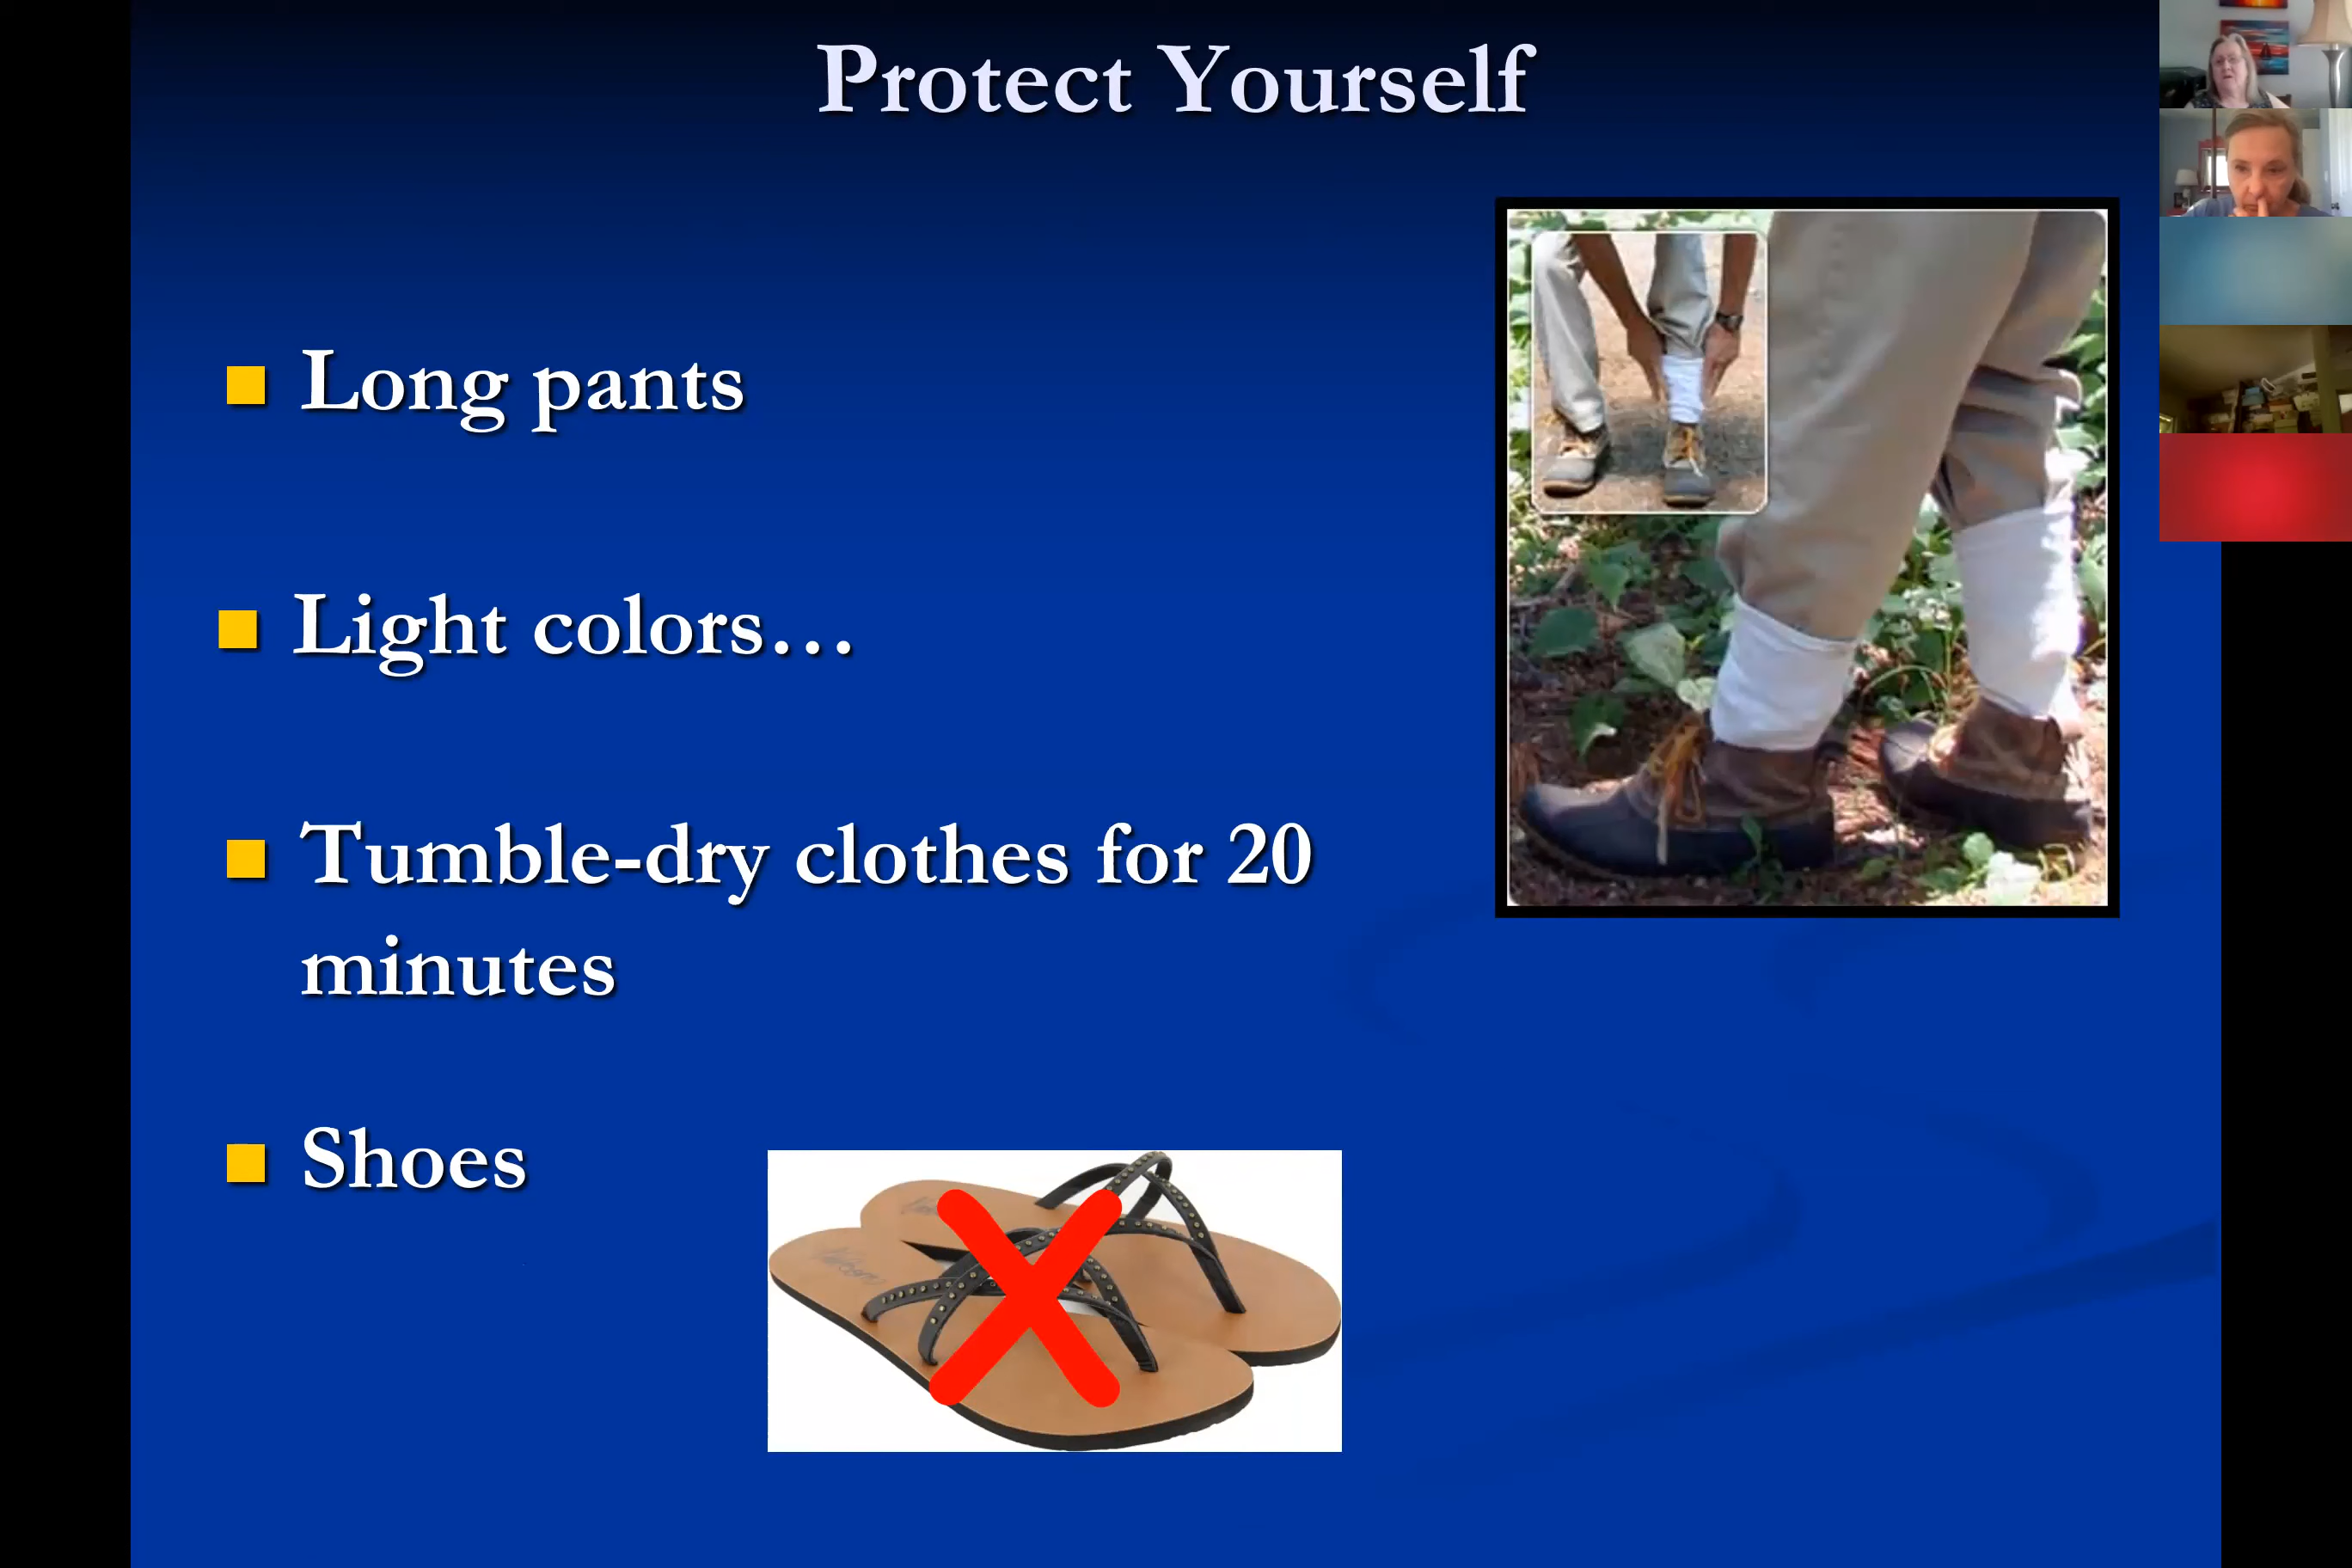 Protect Yourself
Long pants
Light colors…
Tumble-dry clothes for 20
minutes
Shoes